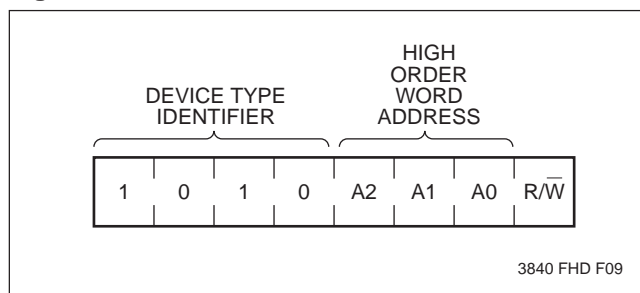 HIGH
ORDER
WORD
ADDRESS
DEVICE TYPE
IDENTIFIER
1 0 1 0 A2 A1 A0 R/W̅
3840 FHD F09